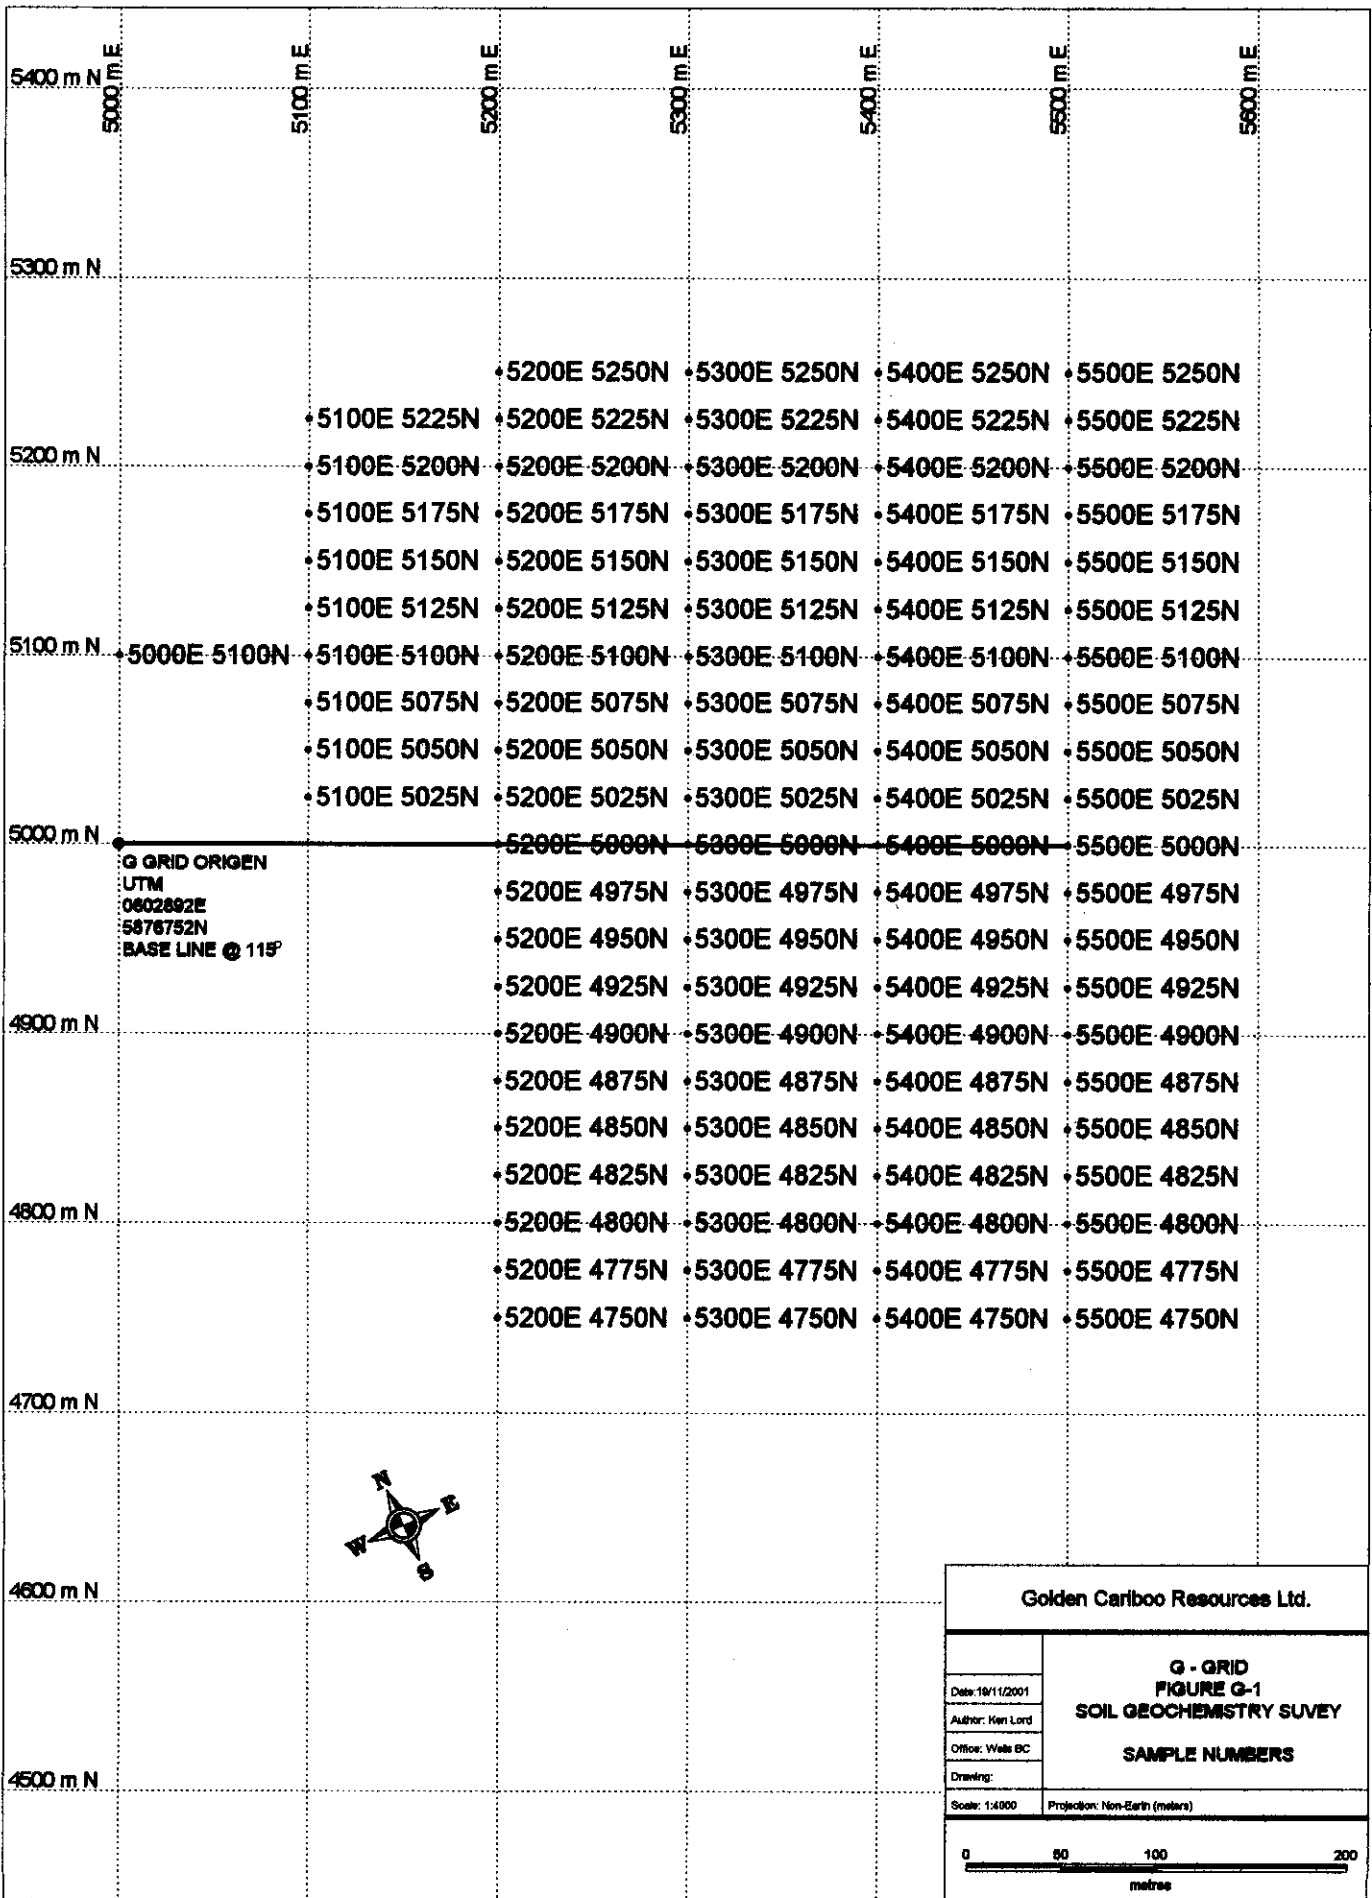 5000 m E 5100 m E 5200 m E 5300 m E 5400 m E 5500 m E 5600 m E
5400 m N
5300 m N
5200E 5250N 5300E 5250N 5400E 5250N 5500E 5250N
5100E 5225N 5200E 5225N 5300E 5225N 5400E 5225N 5500E 5225N
5200 m N 5100E 5200N 5200E 5200N 5300E 5200N 5400E 5200N 5500E 5200N
5100E 5175N 5200E 5175N 5300E 5175N 5400E 5175N 5500E 5175N
5100E 5150N 5200E 5150N 5300E 5150N 5400E 5150N 5500E 5150N
5100E 5125N 5200E 5125N 5300E 5125N 5400E 5125N 5500E 5125N
5100 m N 5000E 5100N 5100E 5100N 5200E 5100N 5300E 5100N 5400E 5100N 5500E 5100N
5100E 5075N 5200E 5075N 5300E 5075N 5400E 5075N 5500E 5075N
5100E 5050N 5200E 5050N 5300E 5050N 5400E 5050N 5500E 5050N
5100E 5025N 5200E 5025N 5300E 5025N 5400E 5025N 5500E 5025N
5000 m N 5200E 5000N 5300E 5000N 5400E 5000N 5500E 5000N
G GRID ORIGEN
UTM
0602892E
5876752N
BASE LINE @ 115°
5200E 4975N 5300E 4975N 5400E 4975N 5500E 4975N
5200E 4950N 5300E 4950N 5400E 4950N 5500E 4950N
5200E 4925N 5300E 4925N 5400E 4925N 5500E 4925N
4900 m N 5200E 4900N 5300E 4900N 5400E 4900N 5500E 4900N
5200E 4875N 5300E 4875N 5400E 4875N 5500E 4875N
5200E 4850N 5300E 4850N 5400E 4850N 5500E 4850N
5200E 4825N 5300E 4825N 5400E 4825N 5500E 4825N
4800 m N 5200E 4800N 5300E 4800N 5400E 4800N 5500E 4800N
5200E 4775N 5300E 4775N 5400E 4775N 5500E 4775N
5200E 4750N 5300E 4750N 5400E 4750N 5500E 4750N
4700 m N
N
E
W
S
4600 m N
4500 m N
Golden Cariboo Resources Ltd.
G - GRID
FIGURE G-1
SOIL GEOCHEMISTRY SUVEY
SAMPLE NUMBERS
Date:19/11/2001
Author: Ken Lord
Office: Wells BC
Drawing:
Scale: 1:4000
Projection: Non-Earth (meters)
0 50 100 200
metres